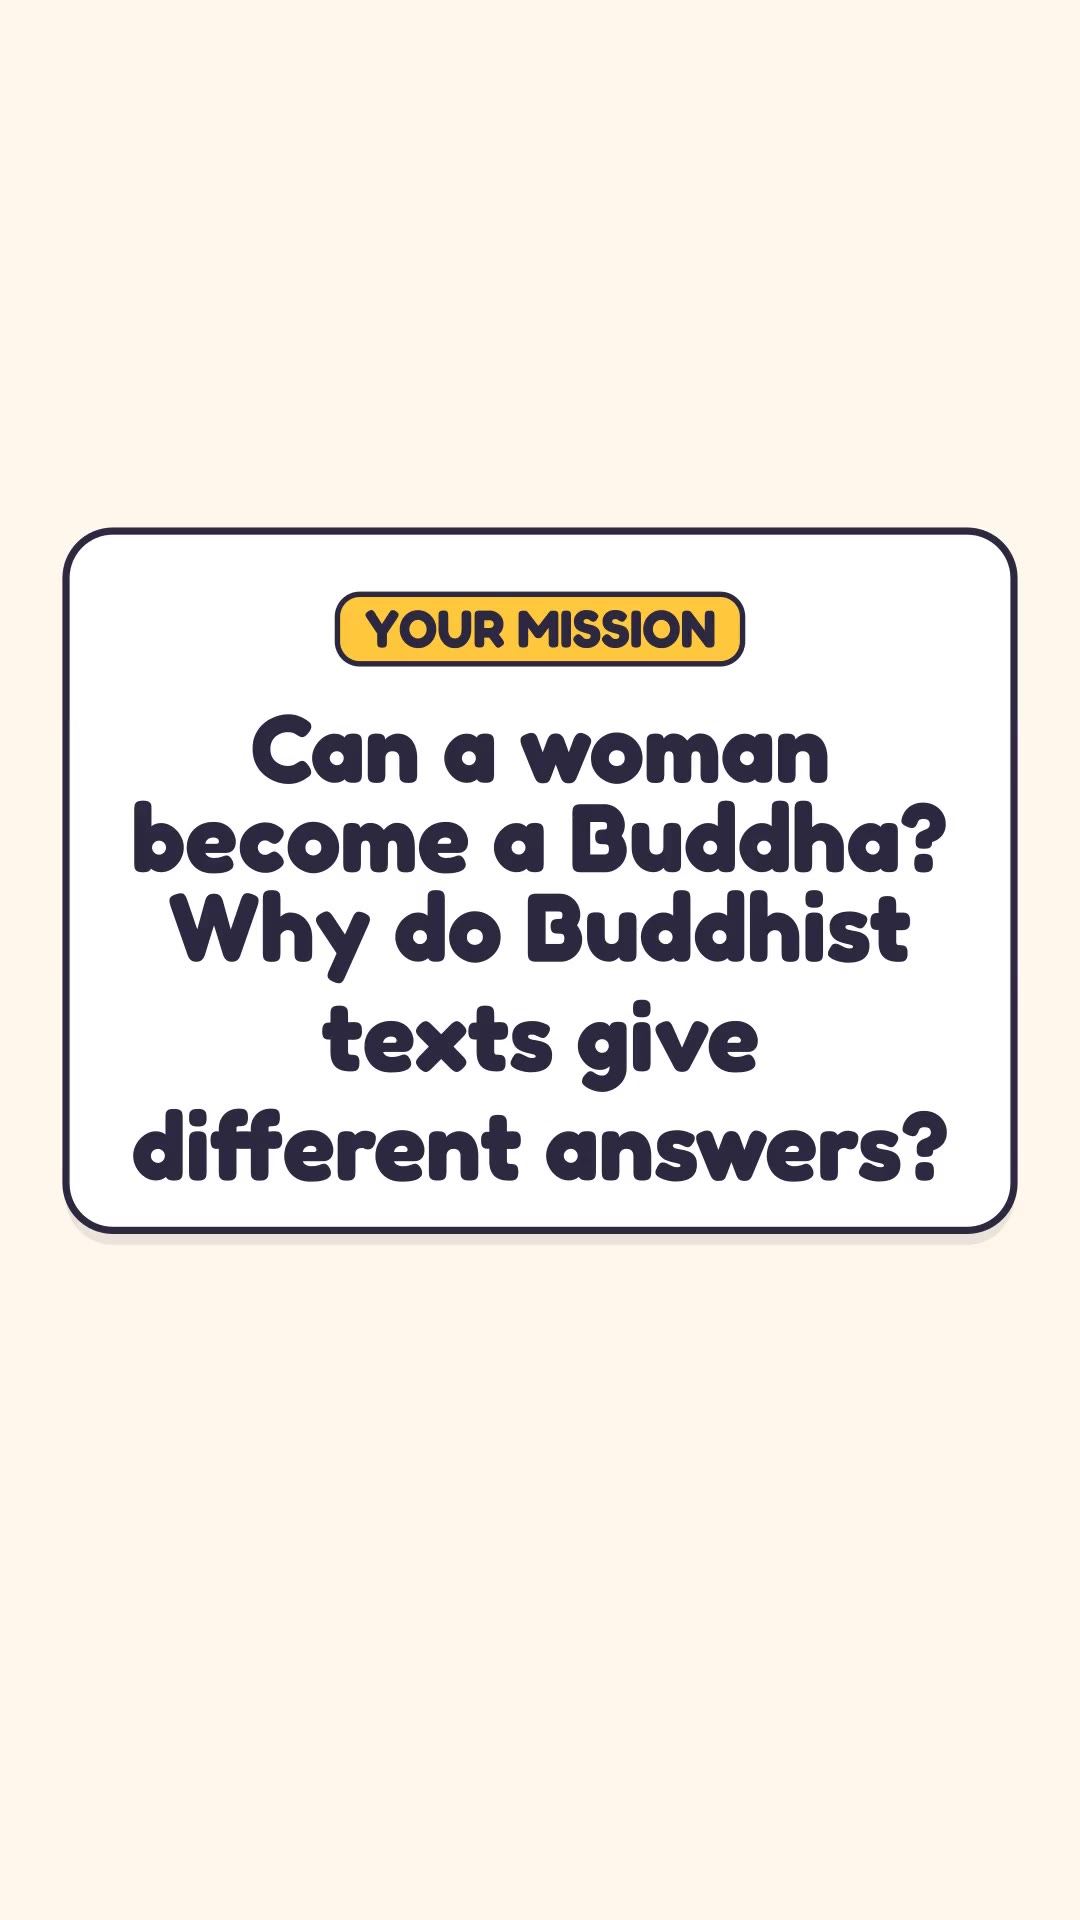 YOUR MISSION
Can a woman
become a Buddha?
Why do Buddhist
texts give
different answers?